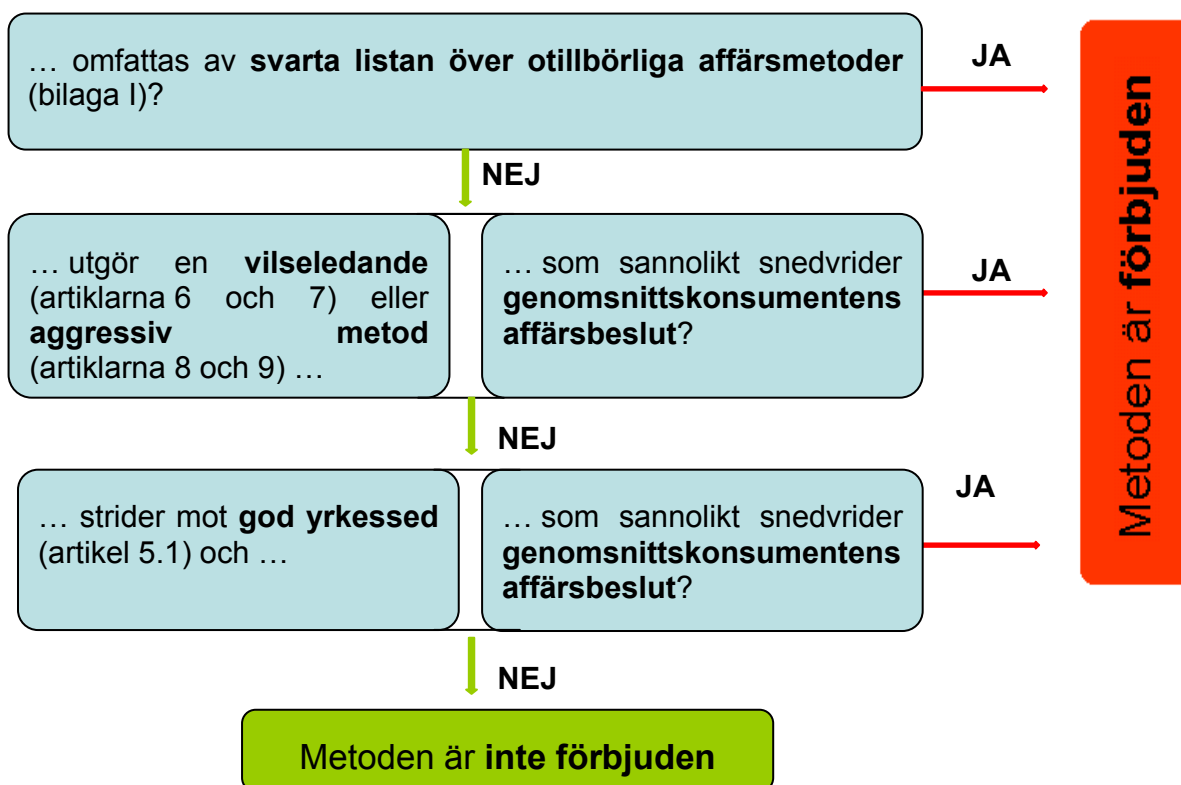 … omfattas av svarta listan över otillbörliga affärsmetoder
(bilaga I)?
JA
NEJ
… utgör en vilseledande
(artiklarna 6 och 7) eller
aggressiv metod
(artiklarna 8 och 9) …
… som sannolikt snedvrider
genomsnittskonsumentens
affärsbeslut?
JA
NEJ
… strider mot god yrkessed
(artikel 5.1) och …
… som sannolikt snedvrider
genomsnittskonsumentens
affärsbeslut?
JA
NEJ
Metoden är inte förbjuden
Metoden är förbjuden